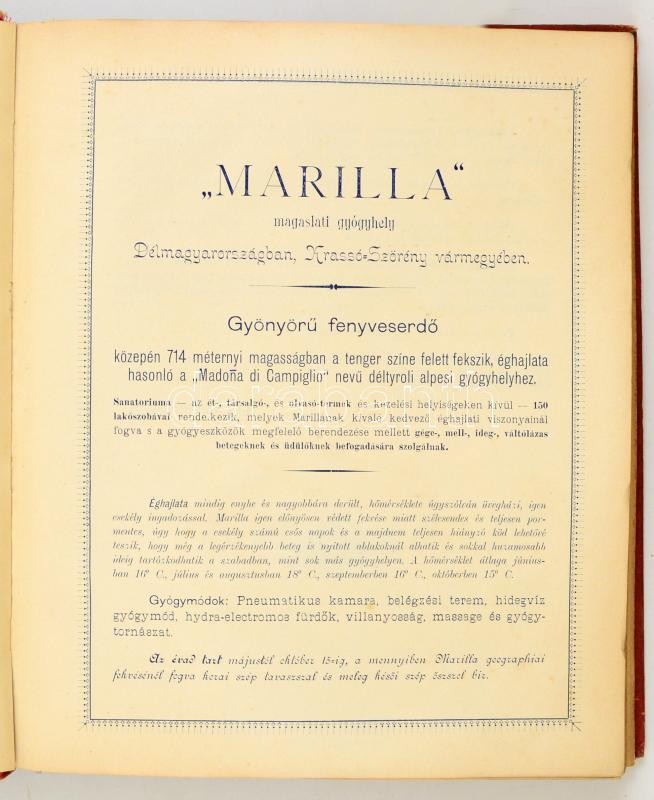 „MARILLA“
magaslati gyógyhely
Délmagyarországban, Krassó-Szörény vármegyében.
Gyönyörű fenyveserdő
közepén 714 méternyi magasságban a tenger színe felett fekszik, éghajlata
hasonló a „Madoña di Campiglio“ nevű déltyroli alpesi gyógyhelyhez.
Sanatoriuma — az ét-, társalgó-, és olvasó-termek és kezelési helyiségeken kívül — 150
lakószobával rende.kezik, melyek Marillának kiváló kedvező éghajlati viszonyainál
fogva s a gyógyeszközök megfelelő berendezése mellett gége-, mell-, ideg-, váltólázas
betegeknek és üdülőknek befogadására szolgálnak.
Éghajlata mindig enyhe és nagyobbára derült, hőmérséklete úgyszólván üvegházi, igen
csekély ingadozással. Marilla igen előnyösen védett fekvése miatt szélcsendes és teljesen por-
mentes, úgy hogy a csekély számú esős napok és a majdnem teljesen hiányzó köd lehetővé
teszik, hogy még a legérzékenyebb beteg is nyitott ablakoknál alhatik és sokkal huzamosabb
ideig tartózkodhatik a szabadban, mint sok más gyógyhelyen. A hőmérséklet átlaga június-
ban 16° C., július és augusztusban 18° C., szeptemberben 16° C., októberben 15° C.
Gyógymódok: Pneumatikus kamara, belégzési terem, hidegvíz
gyógymód, hydra-electromos fürdők, villanyosság, massage és gyógy-
tornászat.
Az évad tart májustól október 15-ig, a mennyiben Marilla geographiai
fekvésénél fogva korai szép tavaszszal és meleg késői szép őszszel bír.